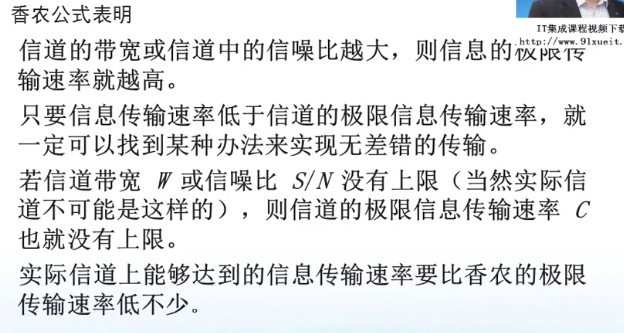 香农公式表明
IT集成课程视频下载
http://www.91xueit.
信道的带宽或信道中的信噪比越大，则信息的极限传
输速率就越高。
只要信息传输速率低于信道的极限信息传输速率，就
一定可以找到某种办法来实现无差错的传输。
若信道带宽 W 或信噪比 S/N 没有上限（当然实际信
道不可能是这样的），则信道的极限信息传输速率 C
也就没有上限。
实际信道上能够达到的信息传输速率要比香农的极限
传输速率低不少。